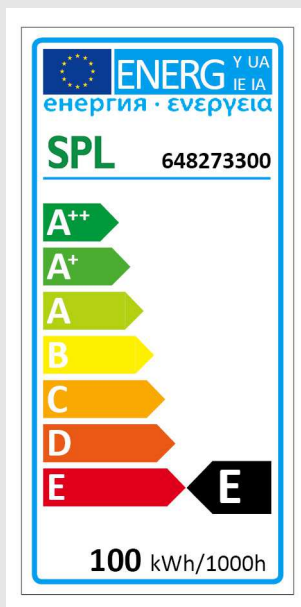 ENERG Y UA
IE IA
енергия · ενεργεια
SPL 648273300
A++
A+
A
B
C
D
E E
100 kWh/1000h